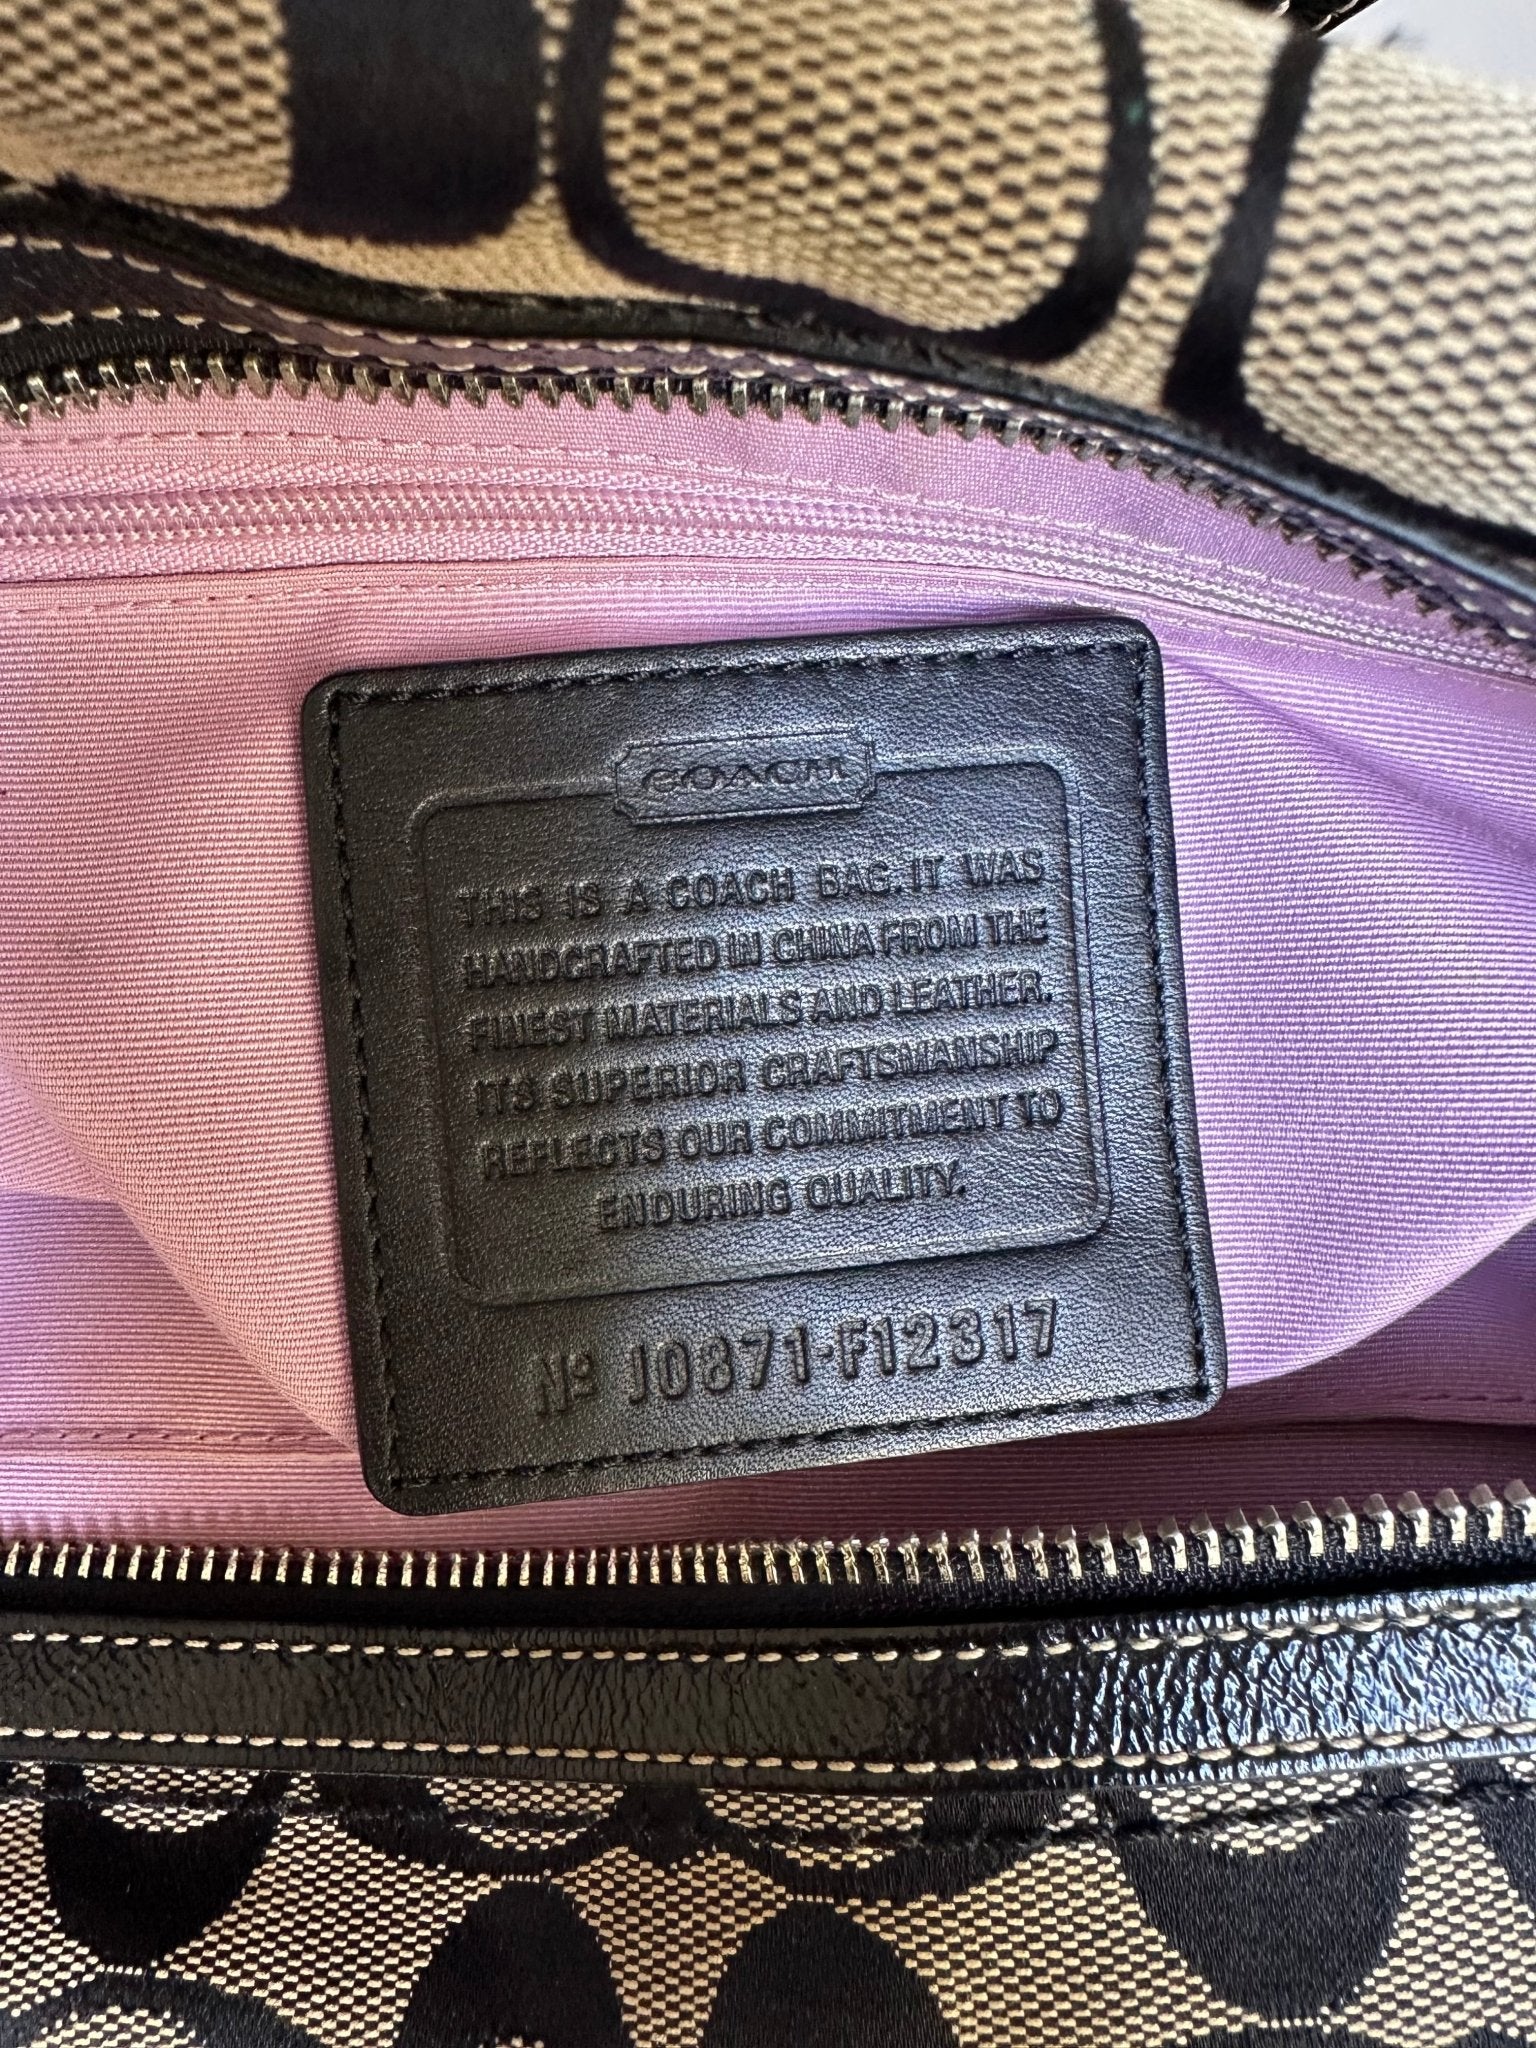 COACH
THIS IS A COACH BAG. IT WAS
HANDCRAFTED IN CHINA FROM THE
FINEST MATERIALS AND LEATHER.
ITS SUPERIOR CRAFTSMANSHIP
REFLECTS OUR COMMITMENT TO
ENDURING QUALITY.
Nº J0871-F12317